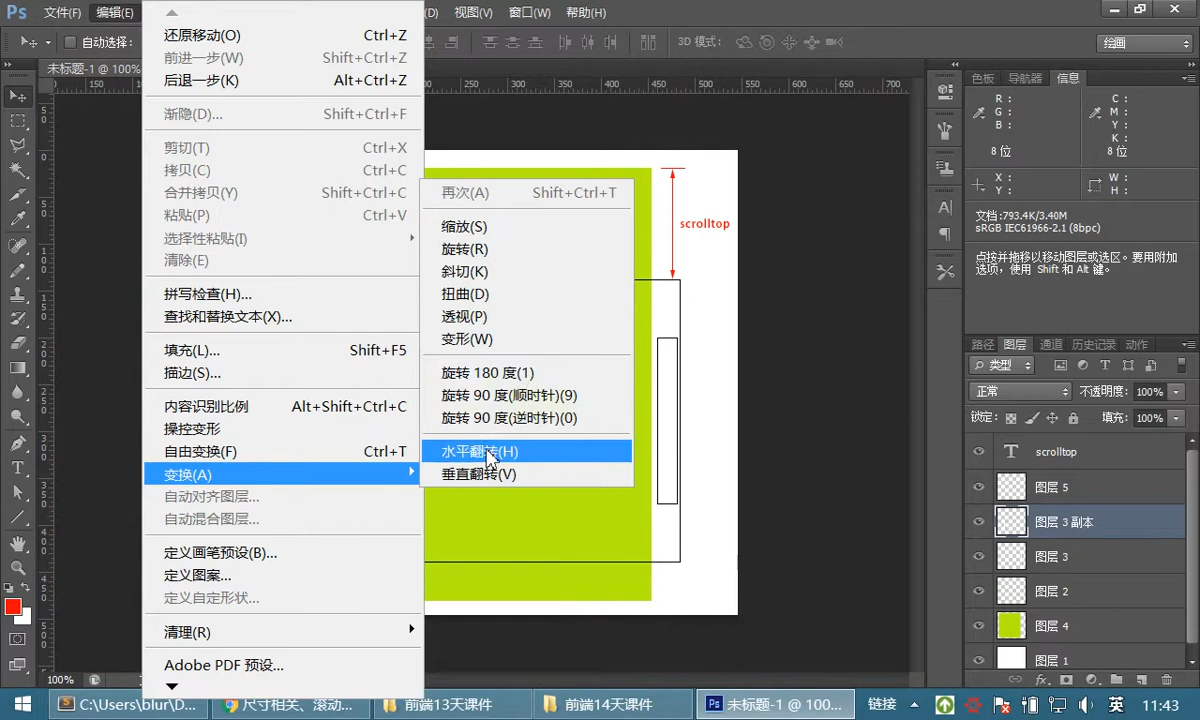 Ps 文件(F) 编辑(E) (D) 视图(V) 窗口(W) 帮助(H)
自动选择: 3D 模式: 绘画
还原移动(O) Ctrl+Z
前进一步(W) Shift+Ctrl+Z
后退一步(K) Alt+Ctrl+Z
渐隐(D)... Shift+Ctrl+F
剪切(T) Ctrl+X
拷贝(C) Ctrl+C
合并拷贝(Y) Shift+Ctrl+C
粘贴(P) Ctrl+V
选择性粘贴(I)
清除(E)
拼写检查(H)...
查找和替换文本(X)...
填充(L)... Shift+F5
描边(S)...
内容识别比例 Alt+Shift+Ctrl+C
操控变形
自由变换(F) Ctrl+T
变换(A)
自动对齐图层...
自动混合图层...
定义画笔预设(B)...
定义图案...
定义自定形状...
清理(R)
Adobe PDF 预设...
再次(A) Shift+Ctrl+T
缩放(S)
旋转(R)
斜切(K)
扭曲(D)
透视(P)
变形(W)
旋转 180 度(1)
旋转 90 度(顺时针)(9)
旋转 90 度(逆时针)(0)
水平翻转(H)
垂直翻转(V)
未标题-1 @ 100%
150 100 200 250 300 350 400 450 500 550 600 650 700
scrolltop
100%
色板 导航器 信息
R: C:
G: M:
B: Y:
K:
8 位 8 位
X: W:
Y: H:
文档:793.4K/3.40M
sRGB IEC61966-2.1 (8bpc)
点按并拖移以移动图层或选区。要用附加
选项，使用 Shift 和 Alt 键。
路径 图层 通道 历史记录 动作
类型
正常 不透明度: 100%
锁定: 填充: 100%
scrolltop
图层 5
图层 3 副本
图层 3
图层 2
图层 4
图层 1
C:\Users\blur\D... 尺寸相关、滚动... 前端13天课件 前端14天课件 未标题-1 @ 100... 链接 英 11:43